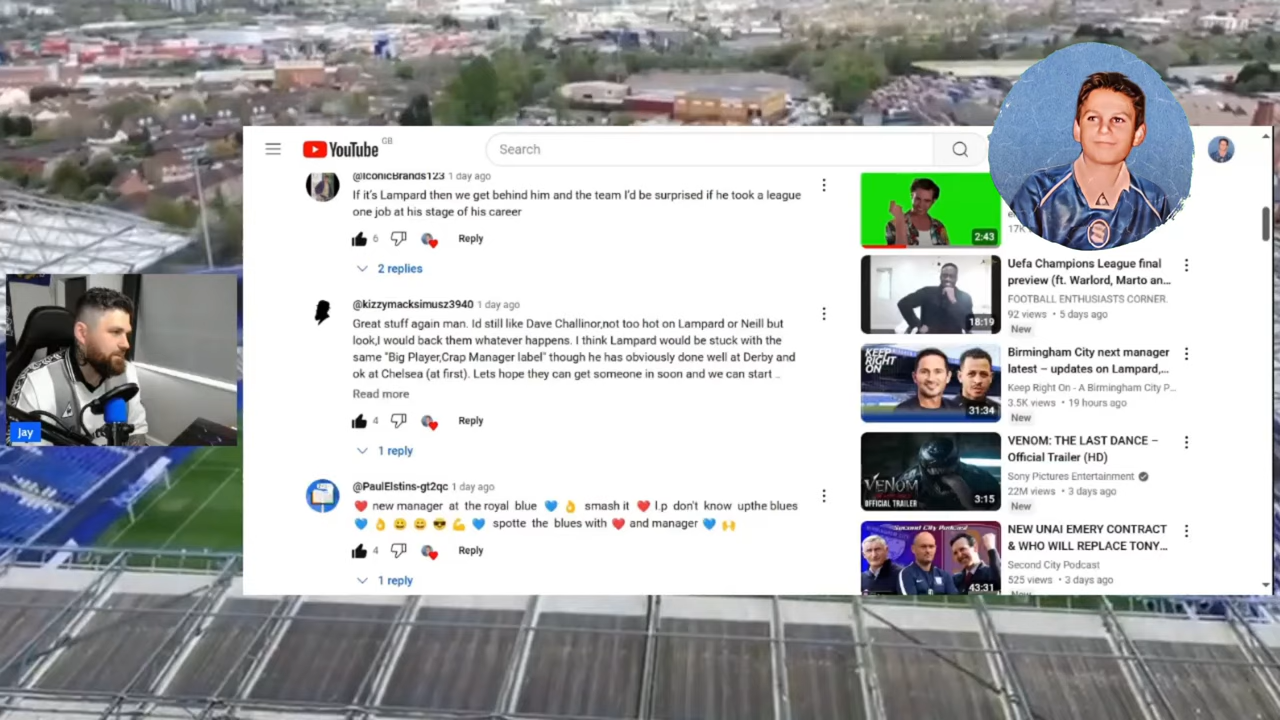 YouTube GB
Search
@IconicBrands123 1 day ago
If it's Lampard then we get behind him and the team I'd be surprised if he took a league
one job at his stage of his career
6 Reply
2 replies
@kizzymacksimusz3940 1 day ago
Great stuff again man. Id still like Dave Challinor,not too hot on Lampard or Neill but
look,I would back them whatever happens. I think Lampard would be stuck with the
same "Big Player,Crap Manager label" though he has obviously done well at Derby and
ok at Chelsea (at first). Lets hope they can get someone in soon and we can start ...
Read more
4 Reply
1 reply
@PaulElstins-gt2qc 1 day ago
❤️ new manager at the royal blue 💙 👌 smash it ❤️ l.p don't know upthe blues
💙 👌 😀 😄 😎 💪 💙 spotte the blues with ❤️ and manager 💙 🙌
4 Reply
1 reply
2:43
17K
18:19
Uefa Champions League final
preview (ft. Warlord, Marto an...
FOOTBALL ENTHUSIASTS CORNER.
92 views • 5 days ago
New
KEEP
RIGHT
ON
31:34
Birmingham City next manager
latest – updates on Lampard,...
Keep Right On - A Birmingham City P...
3.5K views • 19 hours ago
New
VENOM
OFFICIAL TRAILER
3:15
VENOM: THE LAST DANCE –
Official Trailer (HD)
Sony Pictures Entertainment
22M views • 3 days ago
New
Second City Podcast
43:31
NEW UNAI EMERY CONTRACT
& WHO WILL REPLACE TONY...
Second City Podcast
525 views • 3 days ago
New
Jay